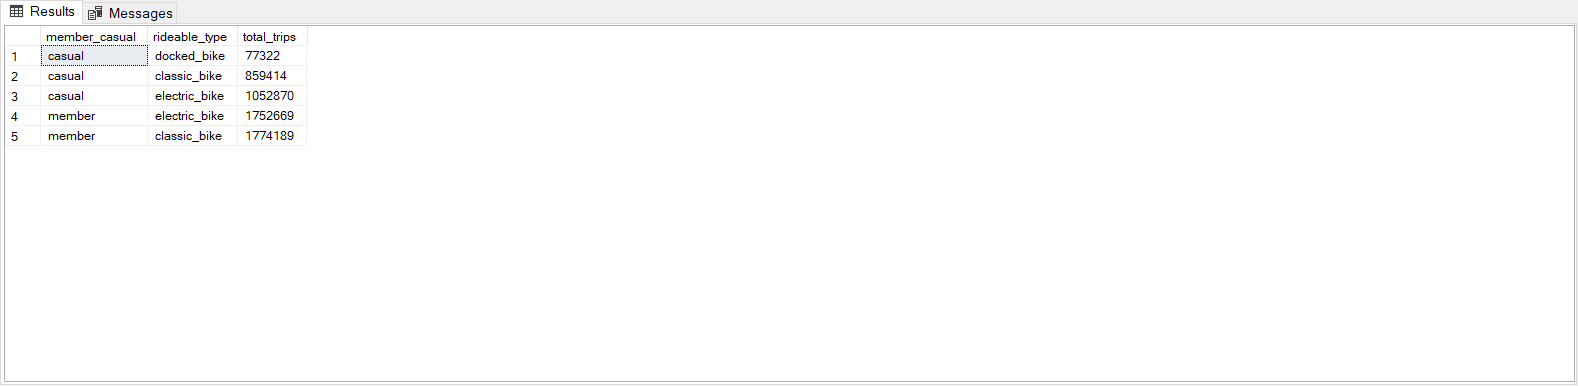 Results Messages
member_casual rideable_type total_trips
1 casual docked_bike 77322
2 casual classic_bike 859414
3 casual electric_bike 1052870
4 member electric_bike 1752669
5 member classic_bike 1774189